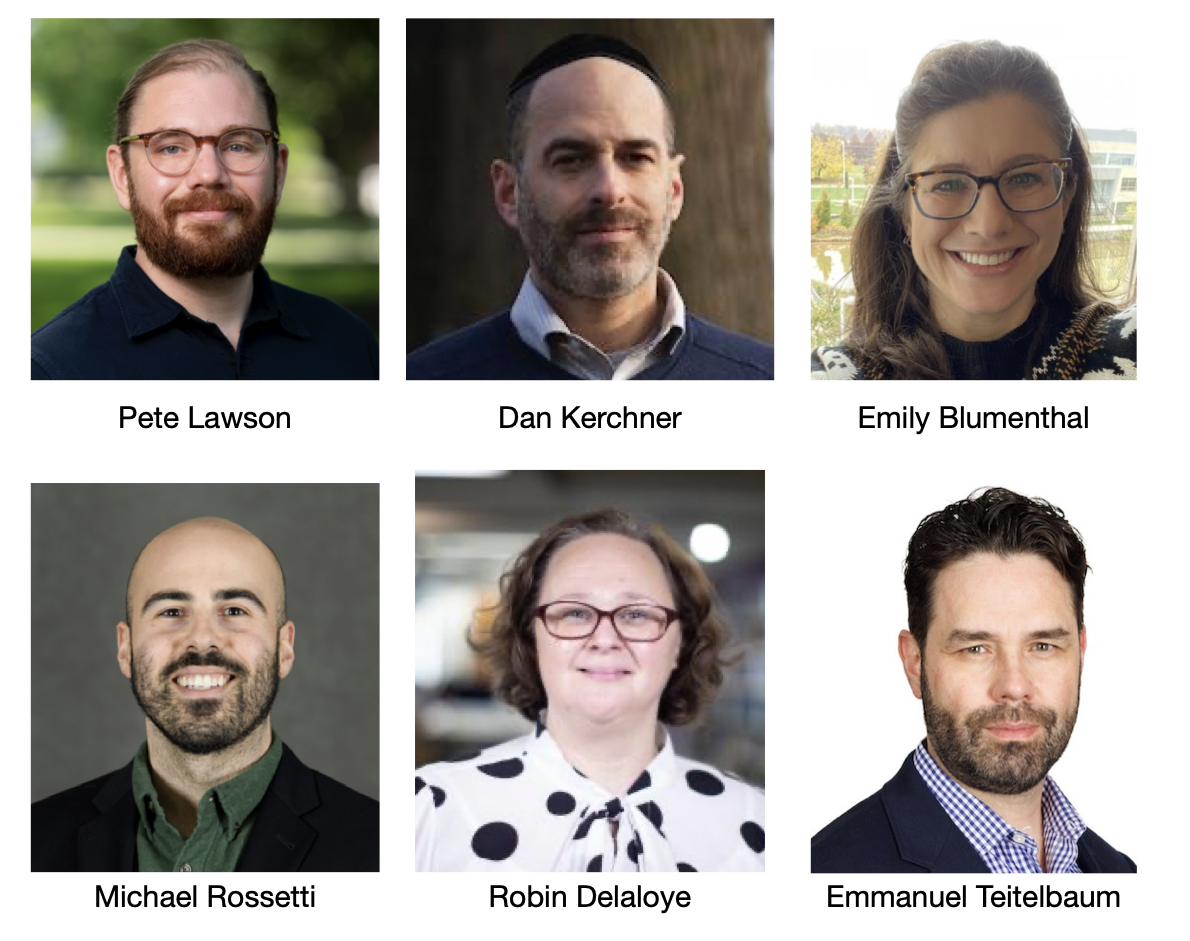 Pete Lawson
Dan Kerchner
Emily Blumenthal
Michael Rossetti
Robin Delaloye
Emmanuel Teitelbaum